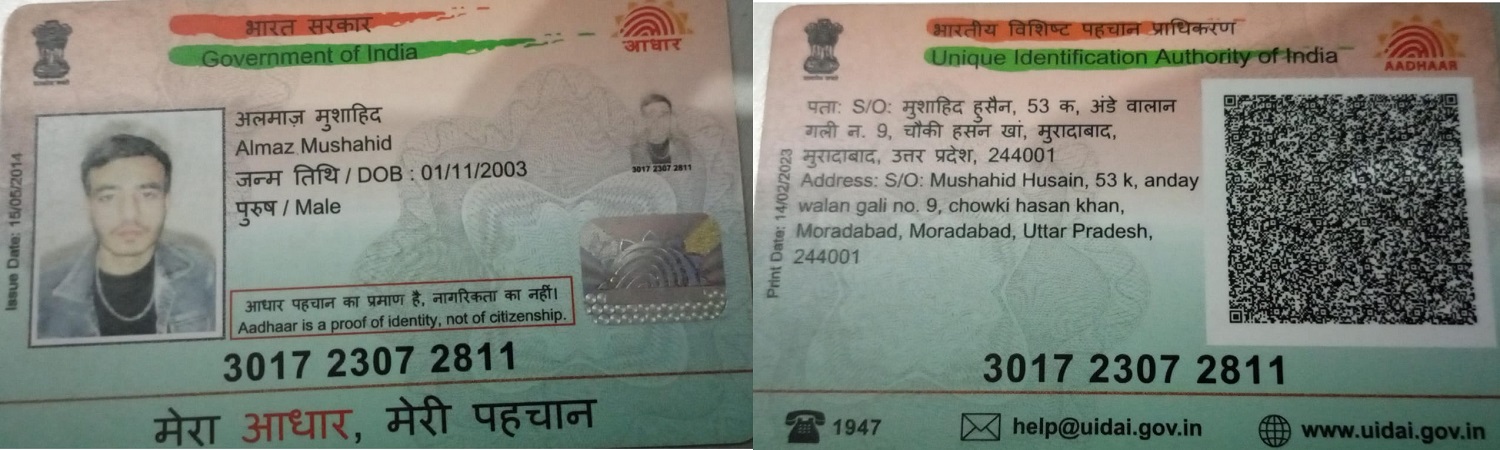 भारत सरकार
Government of India
आधार
Issue Date: 15/05/2014
अलमाज़ मुशाहिद
Almaz Mushahid
जन्म तिथि / DOB : 01/11/2003
पुरुष / Male
3017 2307 2811
आधार पहचान का प्रमाण है, नागरिकता का नहीं।
Aadhaar is a proof of identity, not of citizenship.
3017 2307 2811
मेरा आधार, मेरी पहचान
भारतीय विशिष्ट पहचान प्राधिकरण
Unique Identification Authority of India
AADHAAR
Print Date: 14/02/2023
पता: S/O: मुशाहिद हुसैन, 53 क, अंडे वालान
गली न. 9, चौकी हसन खां, मुरादाबाद,
मुरादाबाद, उत्तर प्रदेश, 244001
Address: S/O: Mushahid Husain, 53 k, anday
walan gali no. 9, chowki hasan khan,
Moradabad, Moradabad, Uttar Pradesh,
244001
3017 2307 2811
1947
help@uidai.gov.in
www.uidai.gov.in